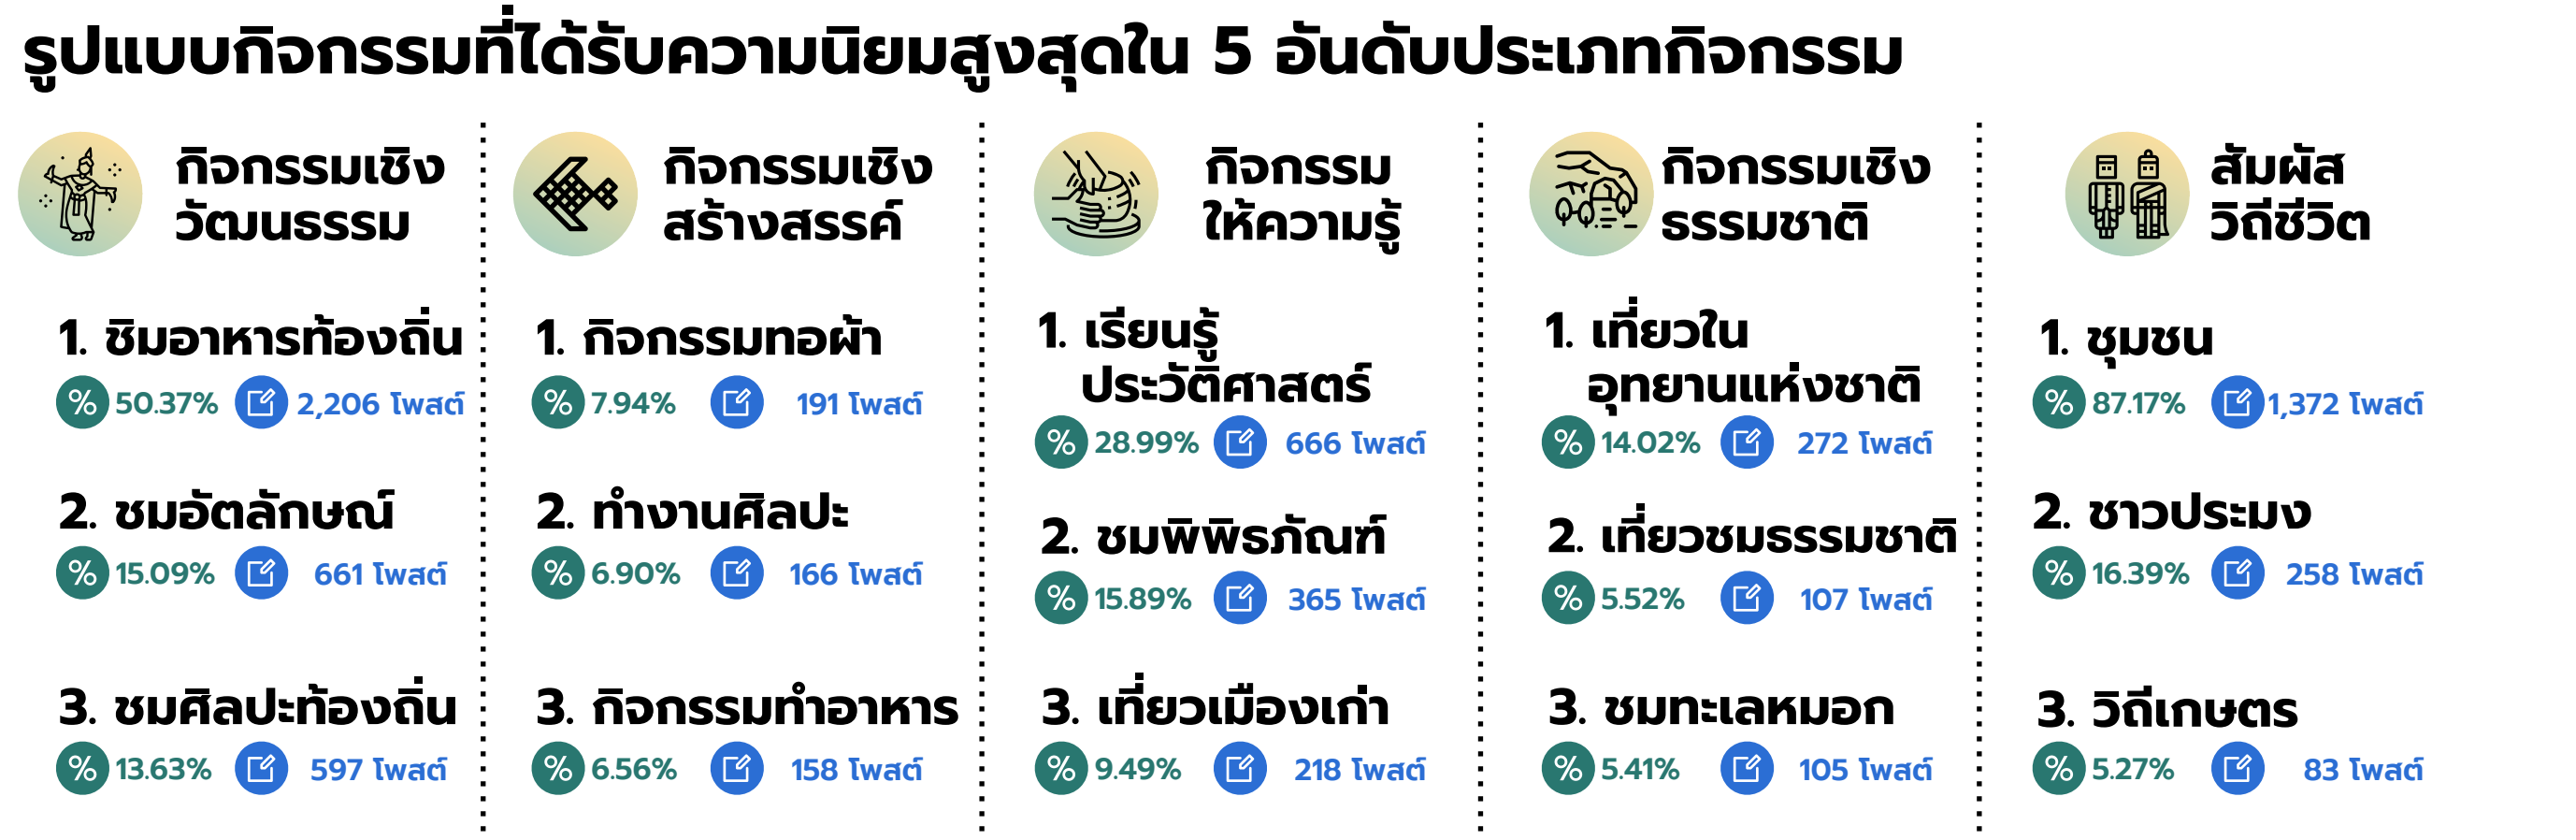 รูปแบบกิจกรรมที่ได้รับความนิยมสูงสุดใน 5 อันดับประเภทกิจกรรม
กิจกรรมเชิง
วัฒนธรรม
1. ชิมอาหารท้องถิ่น
% 50.37% 2,206 โพสต์
2. ชมอัตลักษณ์
% 15.09% 661 โพสต์
3. ชมศิลปะท้องถิ่น
% 13.63% 597 โพสต์
กิจกรรมเชิง
สร้างสรรค์
1. กิจกรรมทอผ้า
% 7.94% 191 โพสต์
2. ทำงานศิลปะ
% 6.90% 166 โพสต์
3. กิจกรรมทำอาหาร
% 6.56% 158 โพสต์
กิจกรรม
ให้ความรู้
1. เรียนรู้
ประวัติศาสตร์
% 28.99% 666 โพสต์
2. ชมพิพิธภัณฑ์
% 15.89% 365 โพสต์
3. เที่ยวเมืองเก่า
% 9.49% 218 โพสต์
กิจกรรมเชิง
ธรรมชาติ
1. เที่ยวใน
อุทยานแห่งชาติ
% 14.02% 272 โพสต์
2. เที่ยวชมธรรมชาติ
% 5.52% 107 โพสต์
3. ชมทะเลหมอก
% 5.41% 105 โพสต์
สัมผัส
วิถีชีวิต
1. ชุมชน
% 87.17% 1,372 โพสต์
2. ชาวประมง
% 16.39% 258 โพสต์
3. วิถีเกษตร
% 5.27% 83 โพสต์